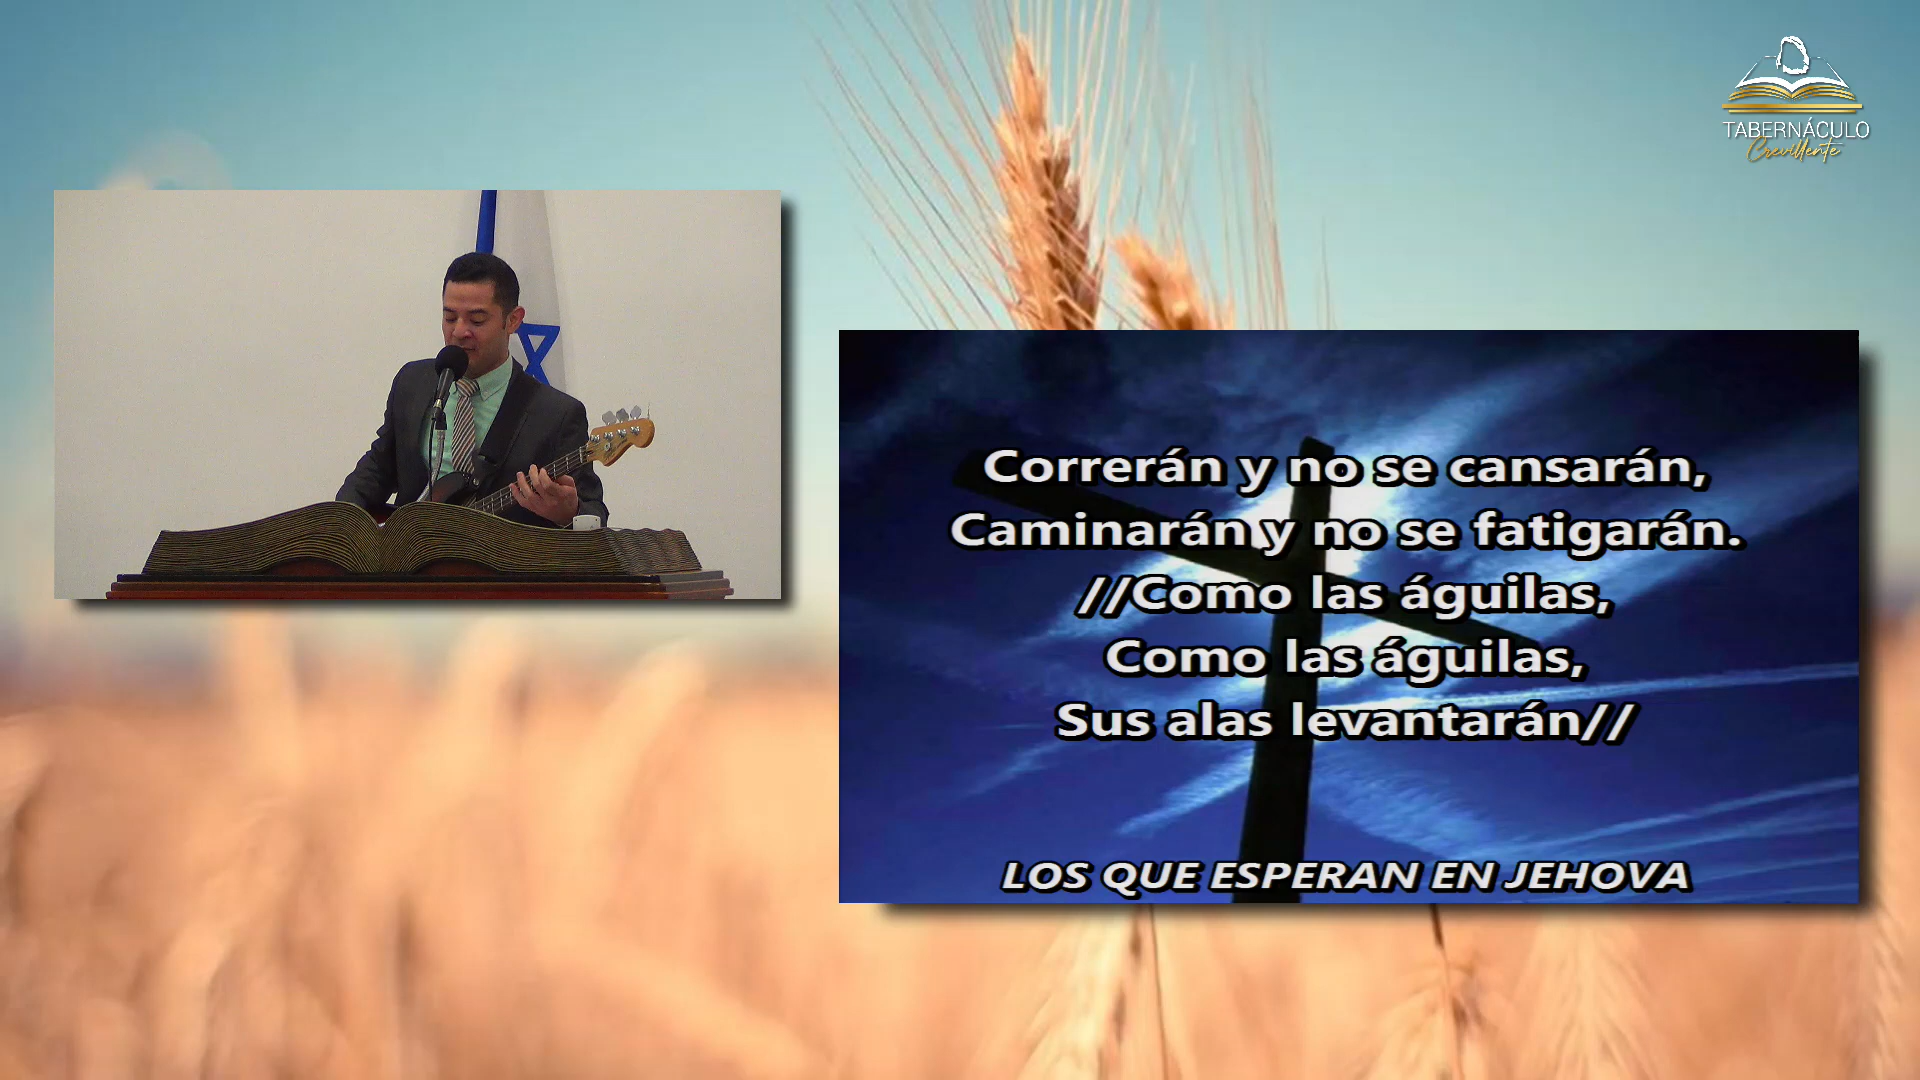 TABERNÁCULO
Crevillente
Correrán y no se cansarán,
Caminarán y no se fatigarán.
//Como las águilas,
Como las águilas,
Sus alas levantarán//
LOS QUE ESPERAN EN JEHOVA